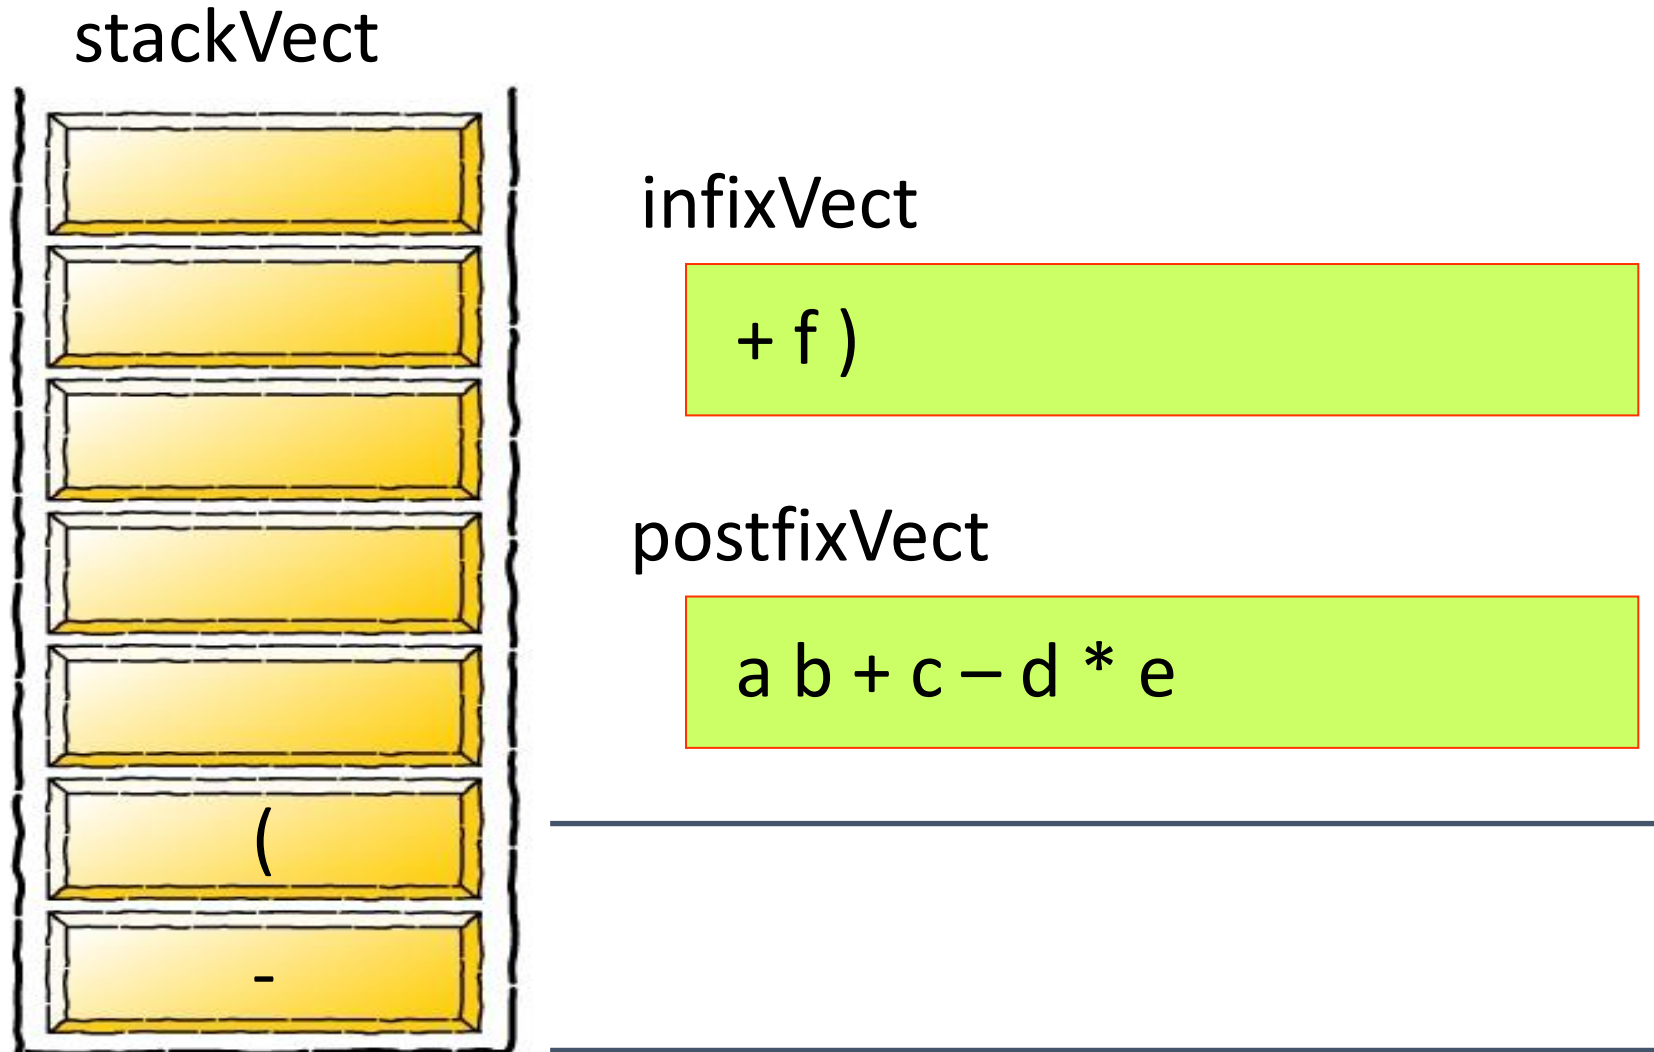 stackVect
infixVect
+ f )
postfixVect
a b + c – d * e
(
-